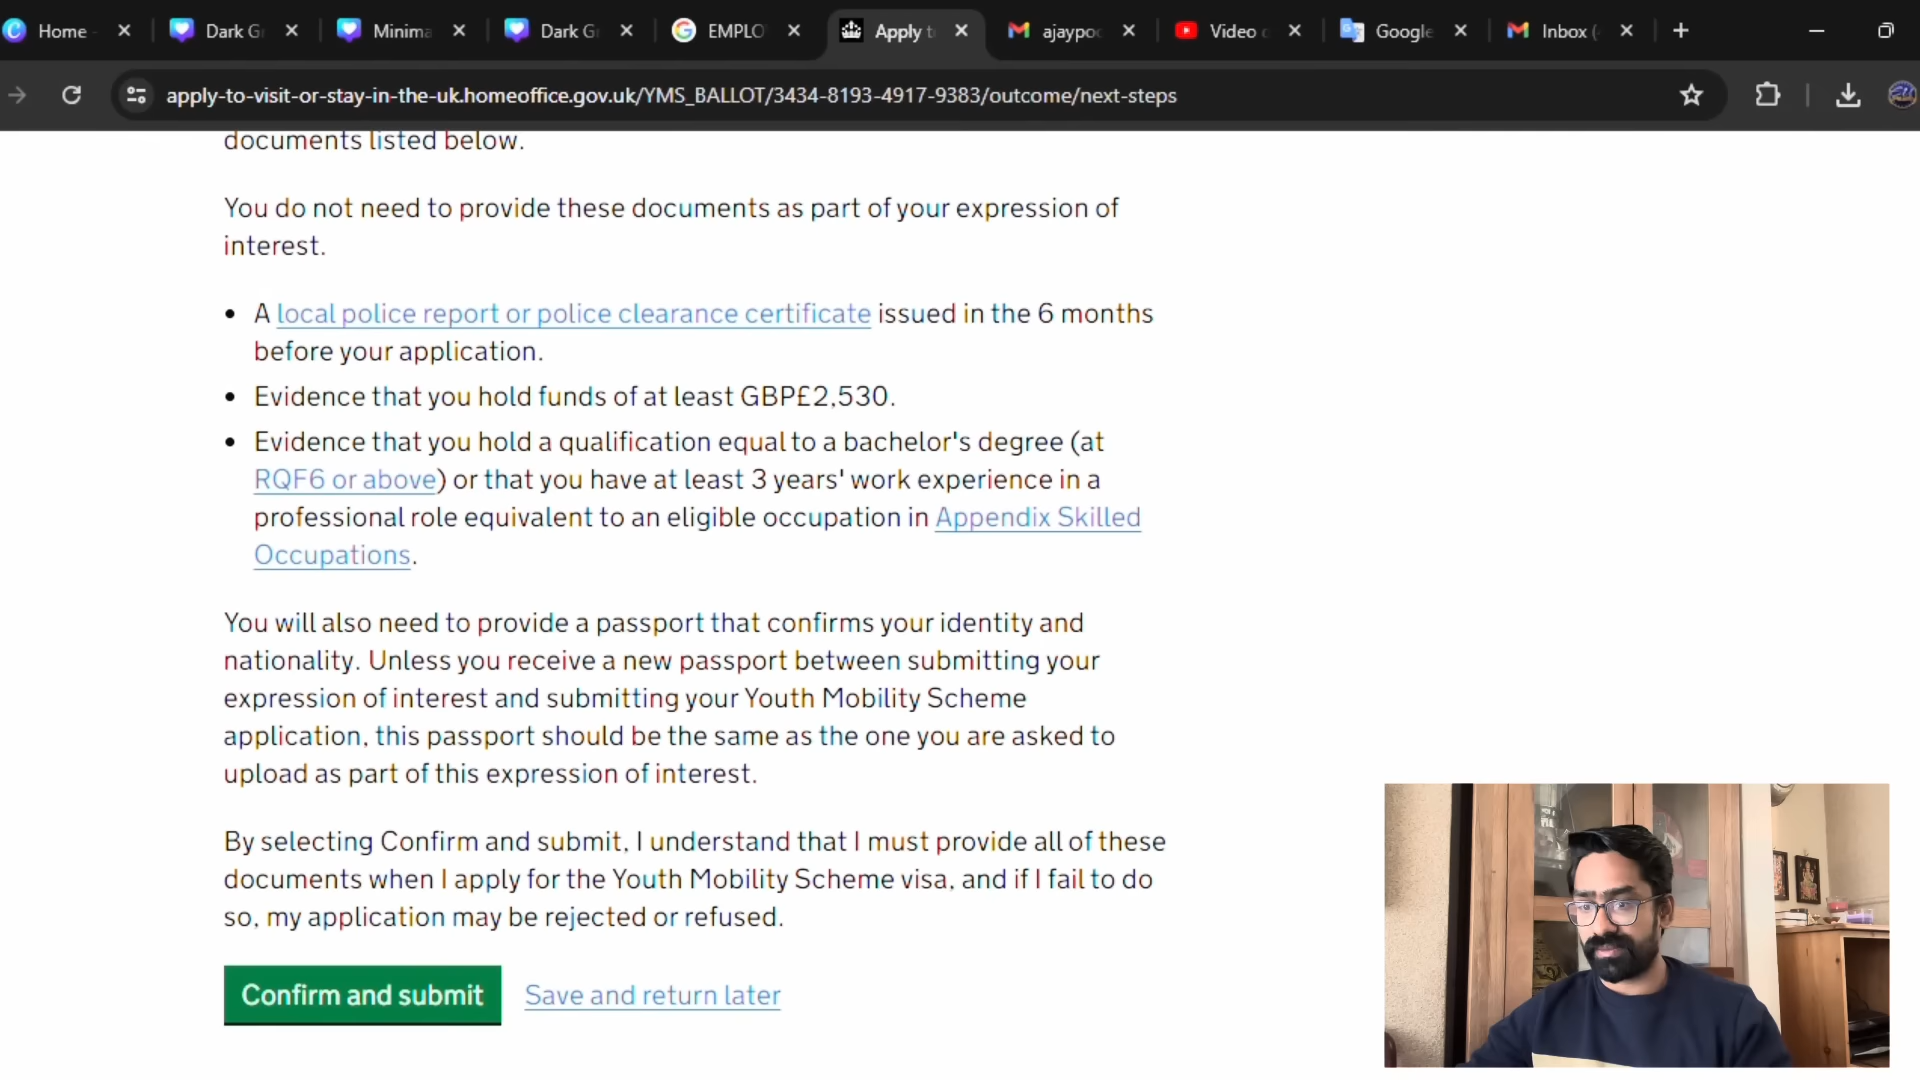 Home
Dark G
Minima
Dark G
EMPLO
Apply t
ajaypo
Video
Google
Inbox (
apply-to-visit-or-stay-in-the-uk.homeoffice.gov.uk/YMS_BALLOT/3434-8193-4917-9383/outcome/next-steps
documents listed below.
You do not need to provide these documents as part of your expression of
interest.
• A local police report or police clearance certificate issued in the 6 months
before your application.
• Evidence that you hold funds of at least GBP£2,530.
• Evidence that you hold a qualification equal to a bachelor's degree (at
RQF6 or above) or that you have at least 3 years' work experience in a
professional role equivalent to an eligible occupation in Appendix Skilled
Occupations.
You will also need to provide a passport that confirms your identity and
nationality. Unless you receive a new passport between submitting your
expression of interest and submitting your Youth Mobility Scheme
application, this passport should be the same as the one you are asked to
upload as part of this expression of interest.
By selecting Confirm and submit, I understand that I must provide all of these
documents when I apply for the Youth Mobility Scheme visa, and if I fail to do
so, my application may be rejected or refused.
Confirm and submit
Save and return later